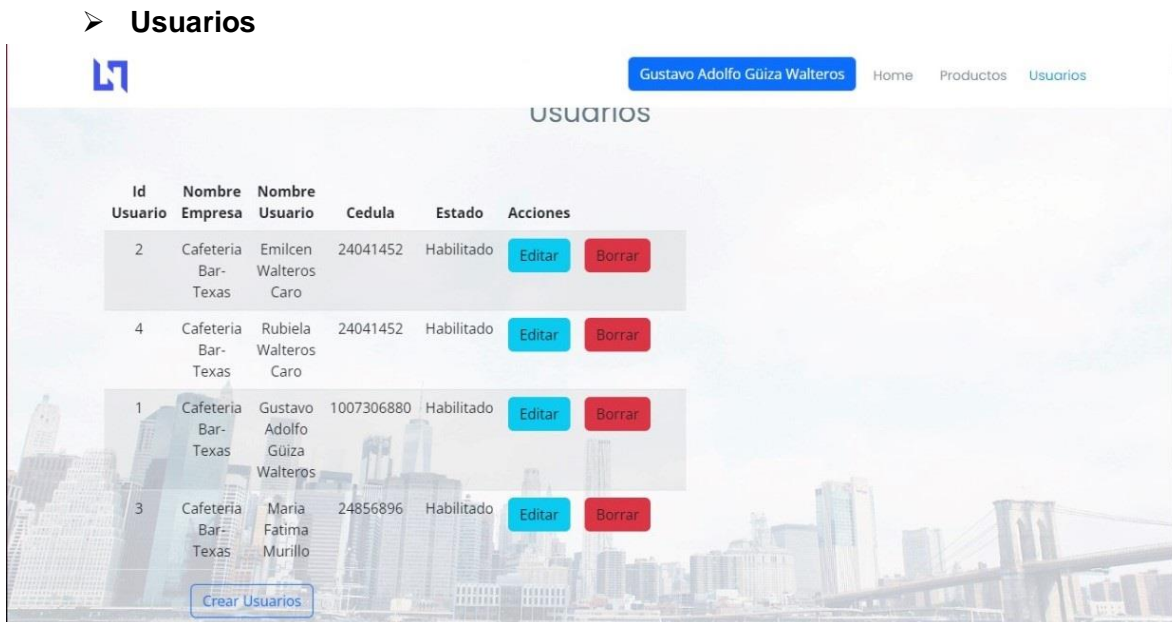 Usuarios
Gustavo Adolfo Güiza Walteros Home Productos Usuarios
Usuarios
Id Nombre Nombre
Usuario Empresa Usuario Cedula Estado Acciones
2 Cafeteria Emilcen 24041452 Habilitado Editar Borrar
Bar- Walteros
Texas Caro
4 Cafeteria Rubiela 24041452 Habilitado Editar Borrar
Bar- Walteros
Texas Caro
1 Cafeteria Gustavo 1007306880 Habilitado Editar Borrar
Bar- Adolfo
Texas Güiza
Walteros
3 Cafeteria Maria 24856896 Habilitado Editar Borrar
Bar- Fatima
Texas Murillo
Crear Usuarios